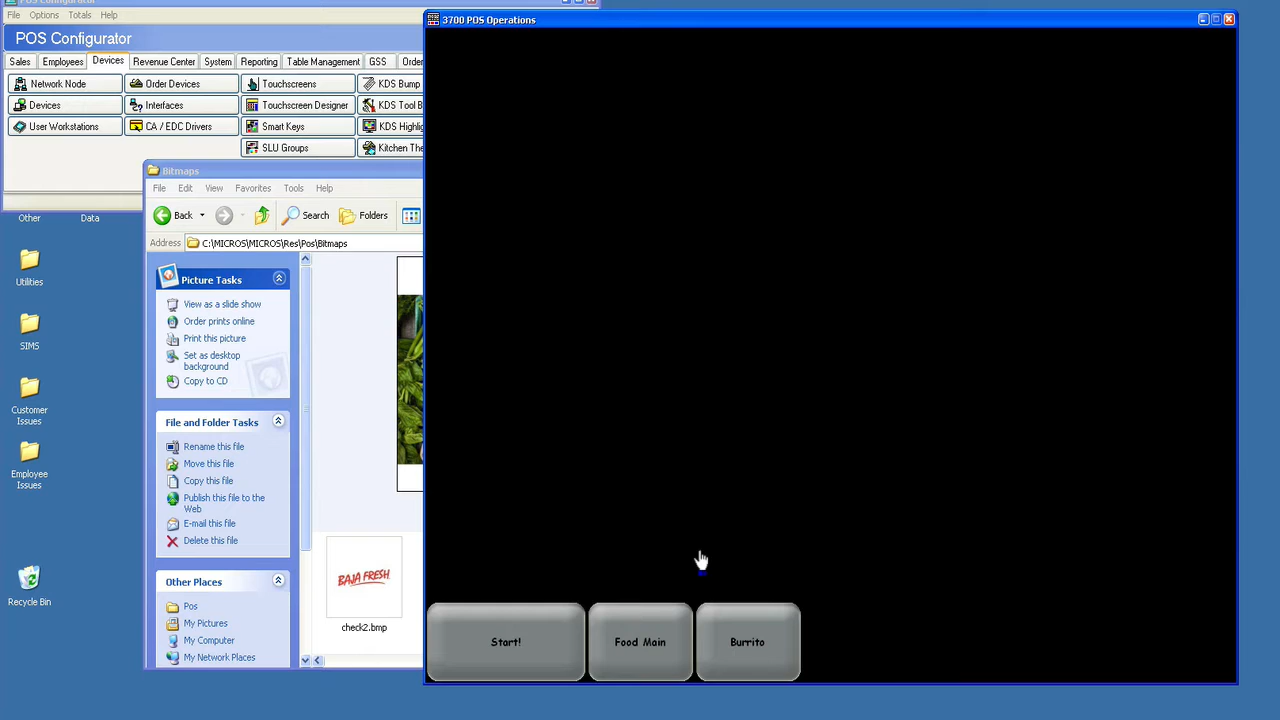 POS Configurator
File Options Totals Help
POS Configurator
Sales Employees Devices Revenue Center System Reporting Table Management GSS Order
Network Node Order Devices Touchscreens KDS Bump
Devices Interfaces Touchscreen Designer KDS Tool B
User Workstations CA / EDC Drivers Smart Keys KDS Highlig
SLU Groups Kitchen The
Other Data
Utilities
SIMS
Customer
Issues
Employee
Issues
Recycle Bin
Bitmaps
File Edit View Favorites Tools Help
Back Search Folders
Address C:\MICROS\MICROS\Res\Pos\Bitmaps
Picture Tasks
View as a slide show
Order prints online
Print this picture
Set as desktop
background
Copy to CD
File and Folder Tasks
Rename this file
Move this file
Copy this file
Publish this file to the
Web
E-mail this file
Delete this file
Other Places
Pos
My Pictures
My Computer
My Network Places
BAJA FRESH
check2.bmp
3700 POS Operations
Start! Food Main Burrito